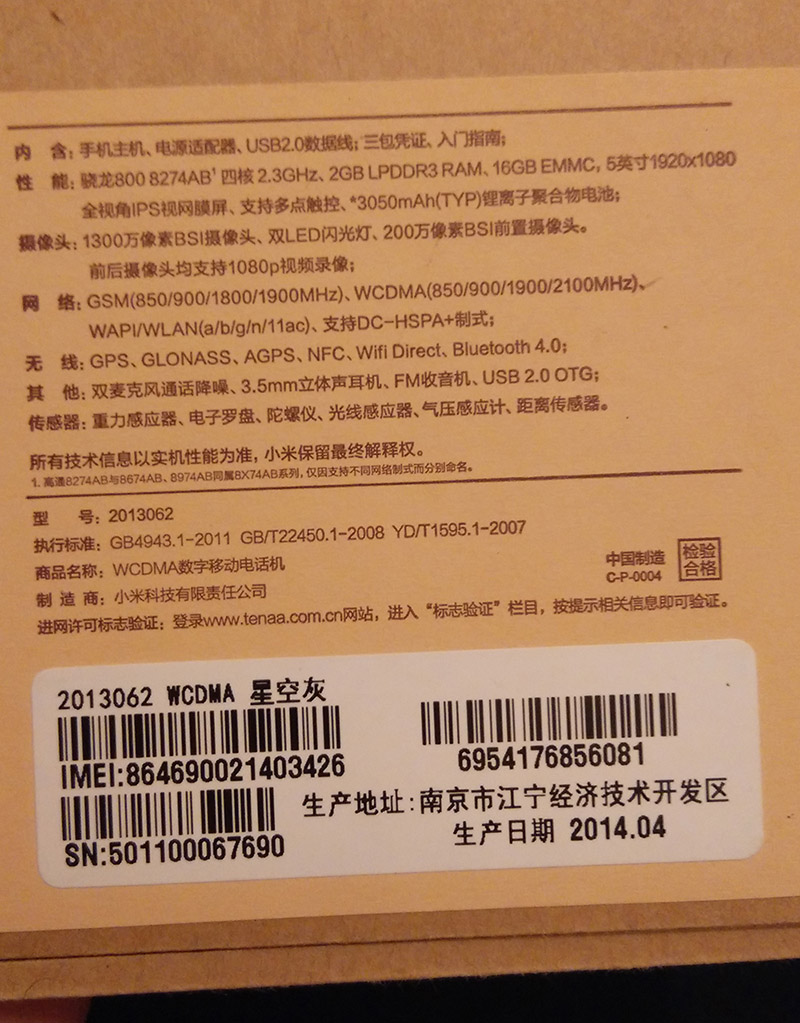 内 含：手机主机、电源适配器、USB2.0数据线；三包凭证、入门指南；
性 能：骁龙800 8274AB¹ 四核 2.3GHz、2GB LPDDR3 RAM、16GB EMMC，5英寸1920x1080
全视角IPS视网膜屏、支持多点触控、*3050mAh(TYP)锂离子聚合物电池；
摄像头：1300万像素BSI摄像头、双LED闪光灯、200万像素BSI前置摄像头。
前后摄像头均支持1080p视频录像；
网 络：GSM(850/900/1800/1900MHz)、WCDMA(850/900/1900/2100MHz)、
WAPI/WLAN(a/b/g/n/11ac)、支持DC-HSPA+制式；
无 线：GPS、GLONASS、AGPS、NFC、Wifi Direct、Bluetooth 4.0；
其 他：双麦克风通话降噪、3.5mm立体声耳机、FM收音机、USB 2.0 OTG；
传感器：重力感应器、电子罗盘、陀螺仪、光线感应器、气压感应计、距离传感器。
所有技术信息以实机性能为准，小米保留最终解释权。
1. 高通8274AB与8674AB、8974AB同属8X74AB系列，仅因支持不同网络制式而分别命名。
型 号：2013062
执行标准：GB4943.1-2011 GB/T22450.1-2008 YD/T1595.1-2007
商品名称：WCDMA数字移动电话机
中国制造
C-P-0004
检验
合格
制 造 商：小米科技有限责任公司
进网许可标志验证：登录www.tenaa.com.cn网站，进入“标志验证”栏目，按提示相关信息即可验证。
2013062 WCDMA 星空灰
IMEI:864690021403426
6954176856081
SN:501100067690
生产地址:南京市江宁经济技术开发区
生产日期 2014.04